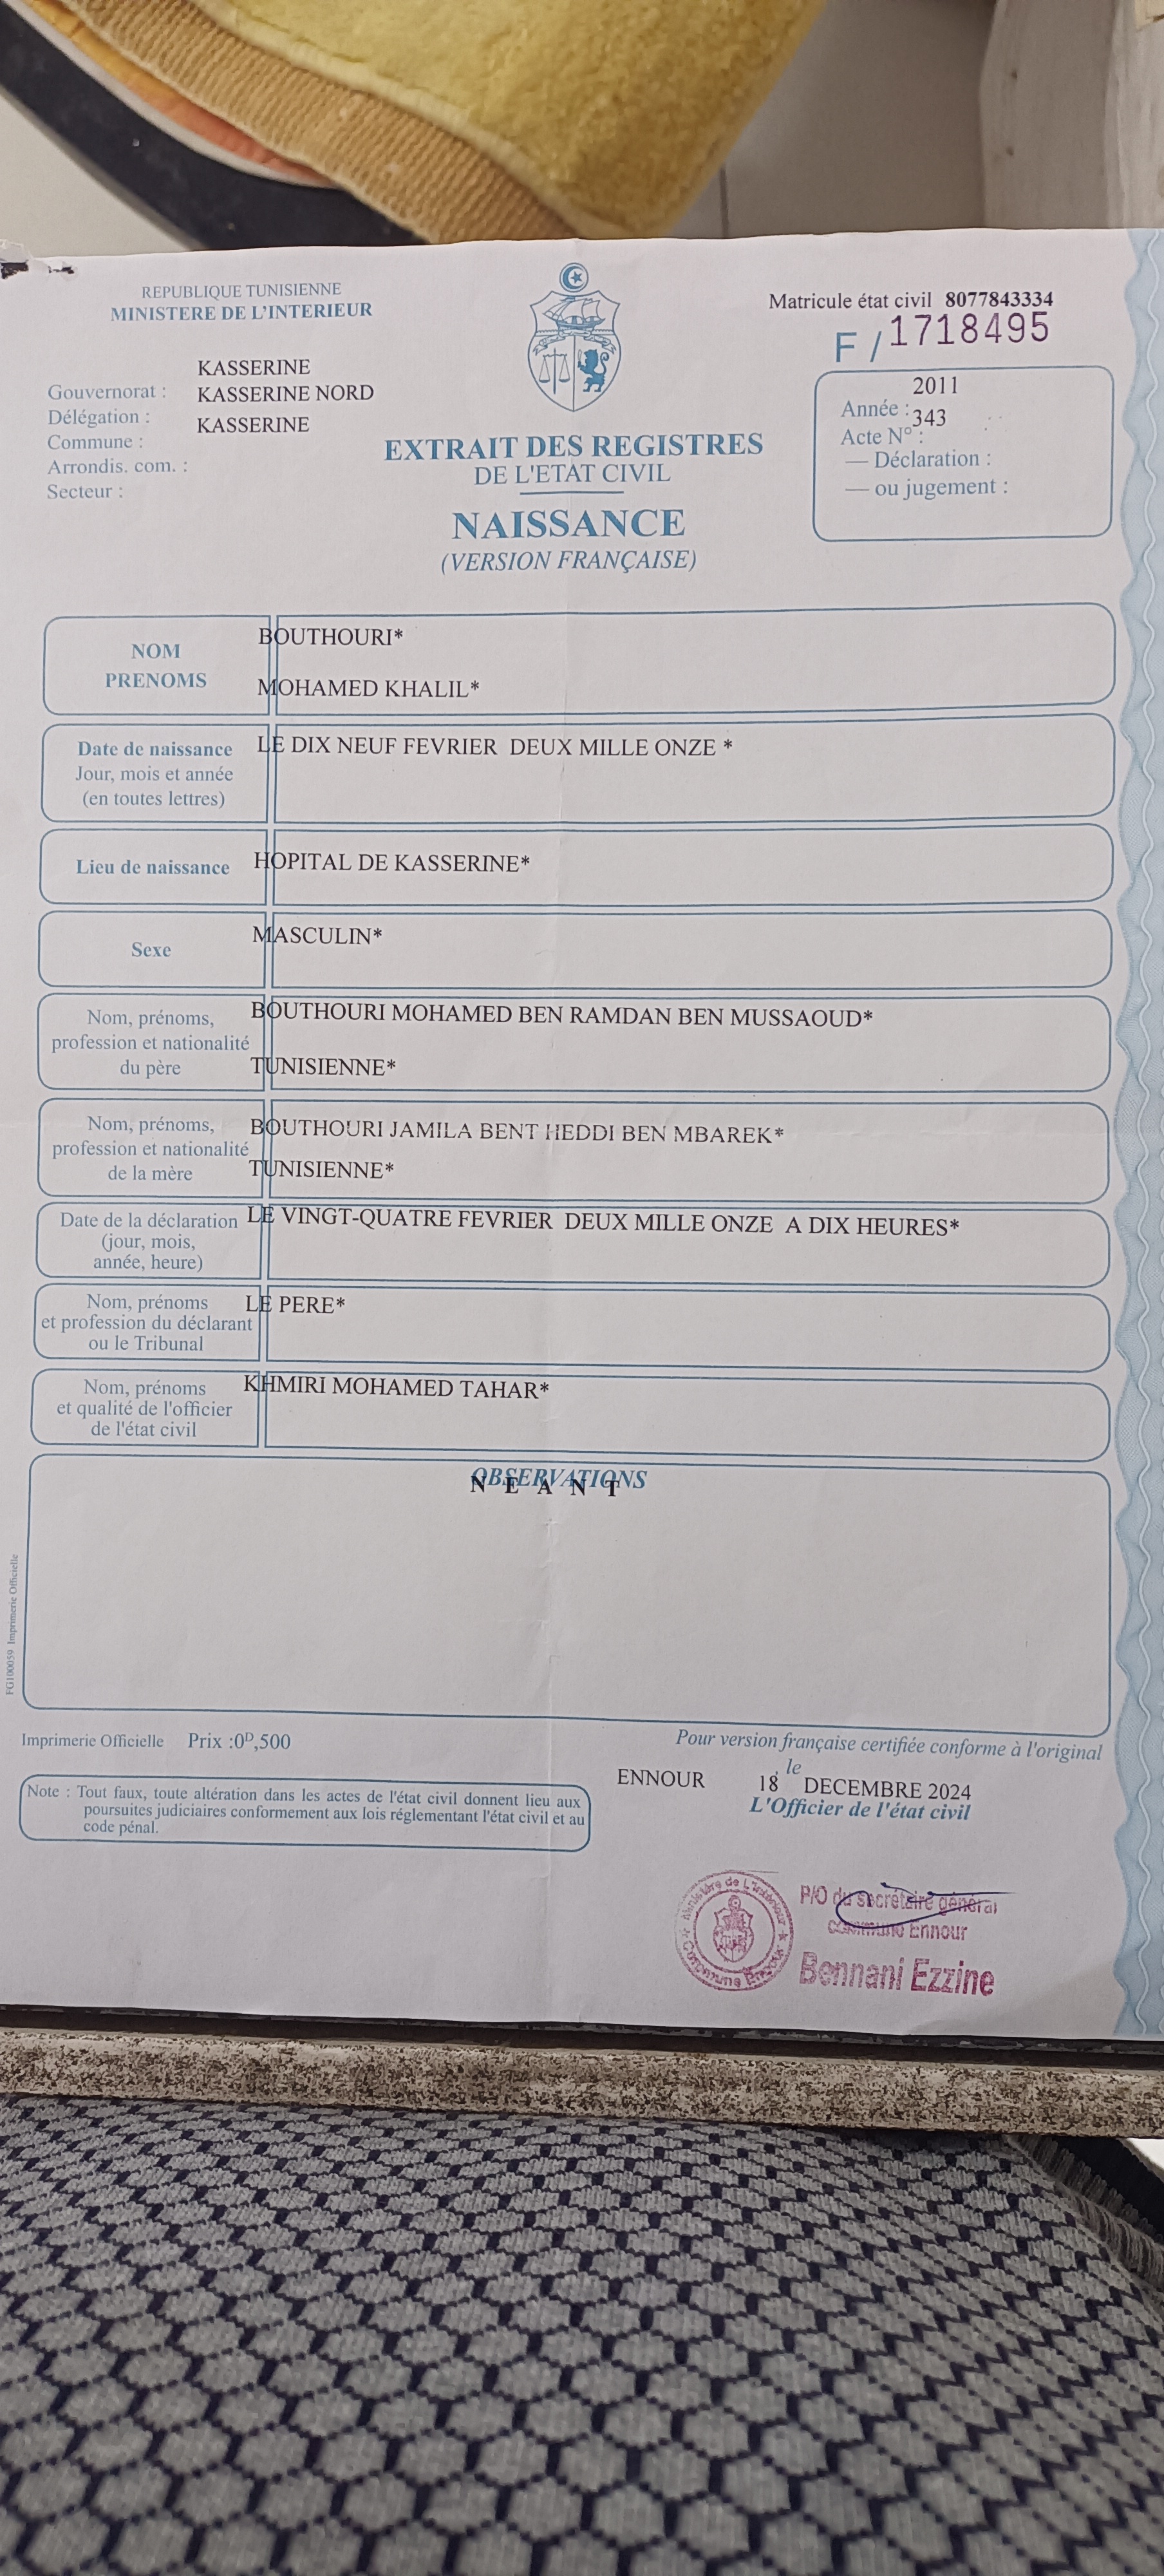 REPUBLIQUE TUNISIENNE
MINISTERE DE L'INTERIEUR
Matricule état civil 8077843334
F / 1718495
KASSERINE
Gouvernorat : KASSERINE NORD
Délégation :
Commune : KASSERINE
Arrondis. com. :
Secteur :
2011
Année :
343
Acte N° :
— Déclaration :
— ou jugement :
EXTRAIT DES REGISTRES
DE L'ETAT CIVIL
NAISSANCE
(VERSION FRANÇAISE)
NOM
PRENOMS
BOUTHOURI*
MOHAMED KHALIL*
Date de naissance
Jour, mois et année
(en toutes lettres)
LE DIX NEUF FEVRIER DEUX MILLE ONZE *
Lieu de naissance
HOPITAL DE KASSERINE*
Sexe
MASCULIN*
Nom, prénoms,
profession et nationalité
du père
BOUTHOURI MOHAMED BEN RAMDAN BEN MUSSAOUD*
TUNISIENNE*
Nom, prénoms,
profession et nationalité
de la mère
BOUTHOURI JAMILA BENT HEDDI BEN MBAREK*
TUNISIENNE*
Date de la déclaration
(jour, mois,
année, heure)
LE VINGT-QUATRE FEVRIER DEUX MILLE ONZE A DIX HEURES*
Nom, prénoms
et profession du déclarant
ou le Tribunal
LE PERE*
Nom, prénoms
et qualité de l'officier
de l'état civil
KHMIRI MOHAMED TAHAR*
OBSERVATIONS
N E A N T
FG100059 Imprimerie Officielle
Imprimerie Officielle Prix :0D,500
Pour version française certifiée conforme à l'original
le
ENNOUR 18 DECEMBRE 2024
L'Officier de l'état civil
Note : Tout faux, toute altération dans les actes de l'état civil donnent lieu aux
poursuites judiciaires conformement aux lois réglementant l'état civil et au
code pénal.
Ministère de L'Intérieur
Commune Ennour
P/O du secrétaire général
commune Ennour
Bennani Ezzine